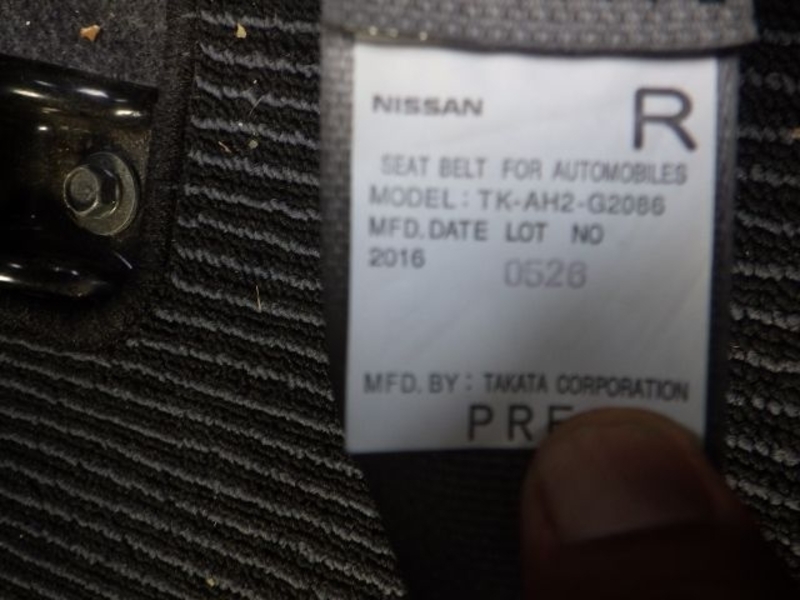 NISSAN R
SEAT BELT FOR AUTOMOBILES
MODEL: TK-AH2-G2086
MFD. DATE LOT NO
2016 0528
MFD. BY: TAKATA CORPORATION
PRE